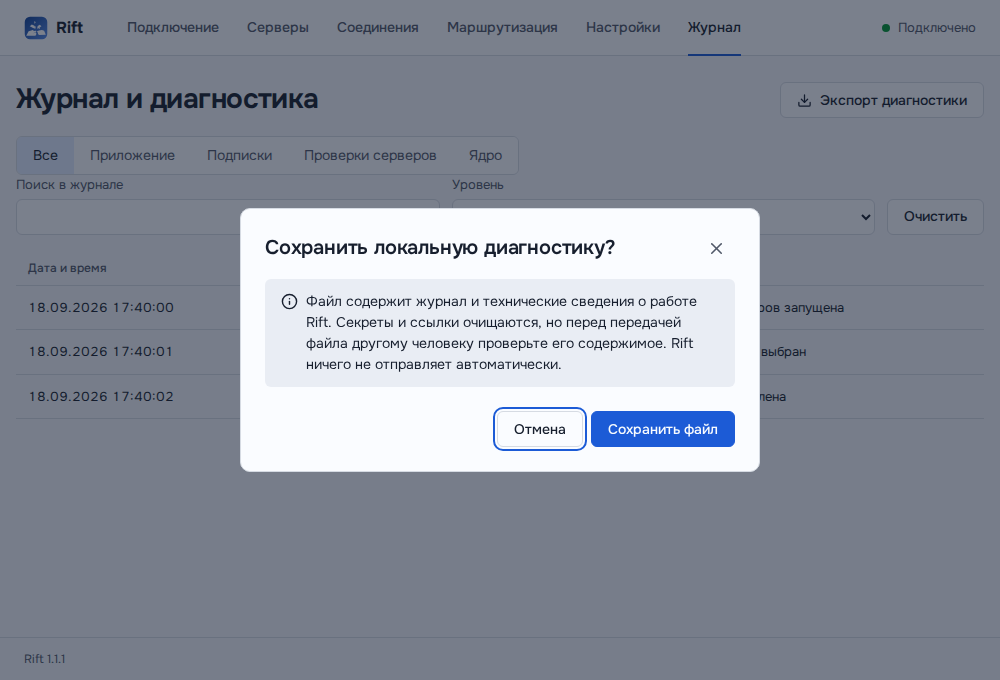 Rift
Подключение
Серверы
Соединения
Маршрутизация
Настройки
Журнал
Подключено
Журнал и диагностика
Экспорт диагностики
Все
Приложение
Подписки
Проверки серверов
Ядро
Поиск в журнале
Уровень
Очистить
Сохранить локальную диагностику?
Файл содержит журнал и технические сведения о работе
Rift. Секреты и ссылки очищаются, но перед передачей
файла другому человеку проверьте его содержимое. Rift
ничего не отправляет автоматически.
Отмена
Сохранить файл
Дата и время
18.09.2026 17:40:00
запущена
18.09.2026 17:40:01
выбран
18.09.2026 17:40:02
Rift 1.1.1